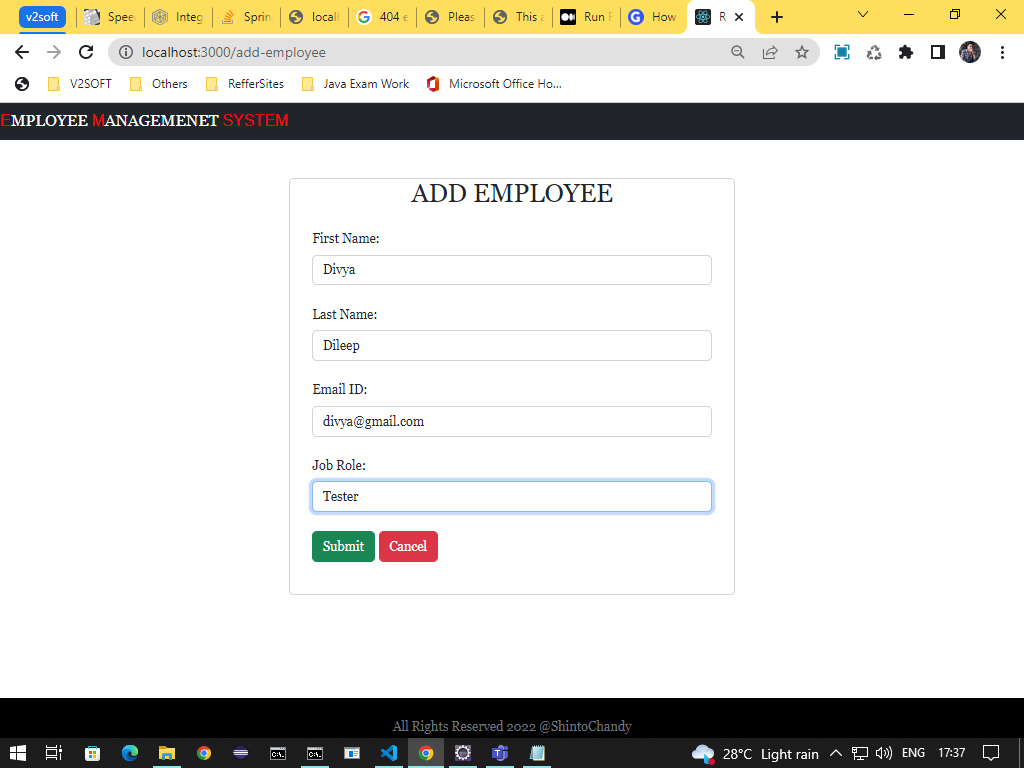 v2soft Spee Integ Sprin localh 404 e Pleas This a Run How R
localhost:3000/add-employee
V2SOFT Others RefferSites Java Exam Work Microsoft Office Ho...
EMPLOYEE MANAGEMENET SYSTEM
ADD EMPLOYEE
First Name:
Divya
Last Name:
Dileep
Email ID:
divya@gmail.com
Job Role:
Tester
Submit Cancel
All Rights Reserved 2022 @ShintoChandy
28°C Light rain ENG 17:37